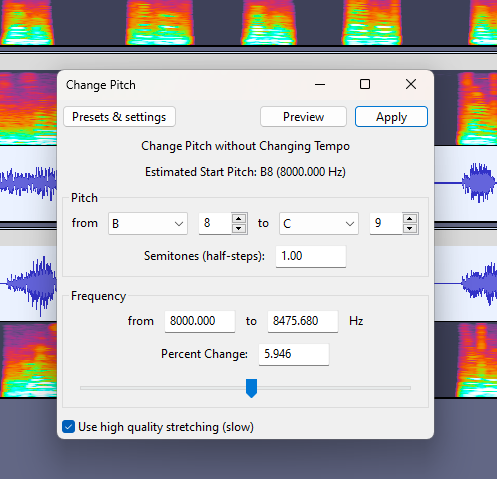 Change Pitch
Presets & settings Preview Apply
Change Pitch without Changing Tempo
Estimated Start Pitch: B8 (8000.000 Hz)
Pitch
from B 8 to C 9
Semitones (half-steps): 1.00
Frequency
from 8000.000 to 8475.680 Hz
Percent Change: 5.946
Use high quality stretching (slow)